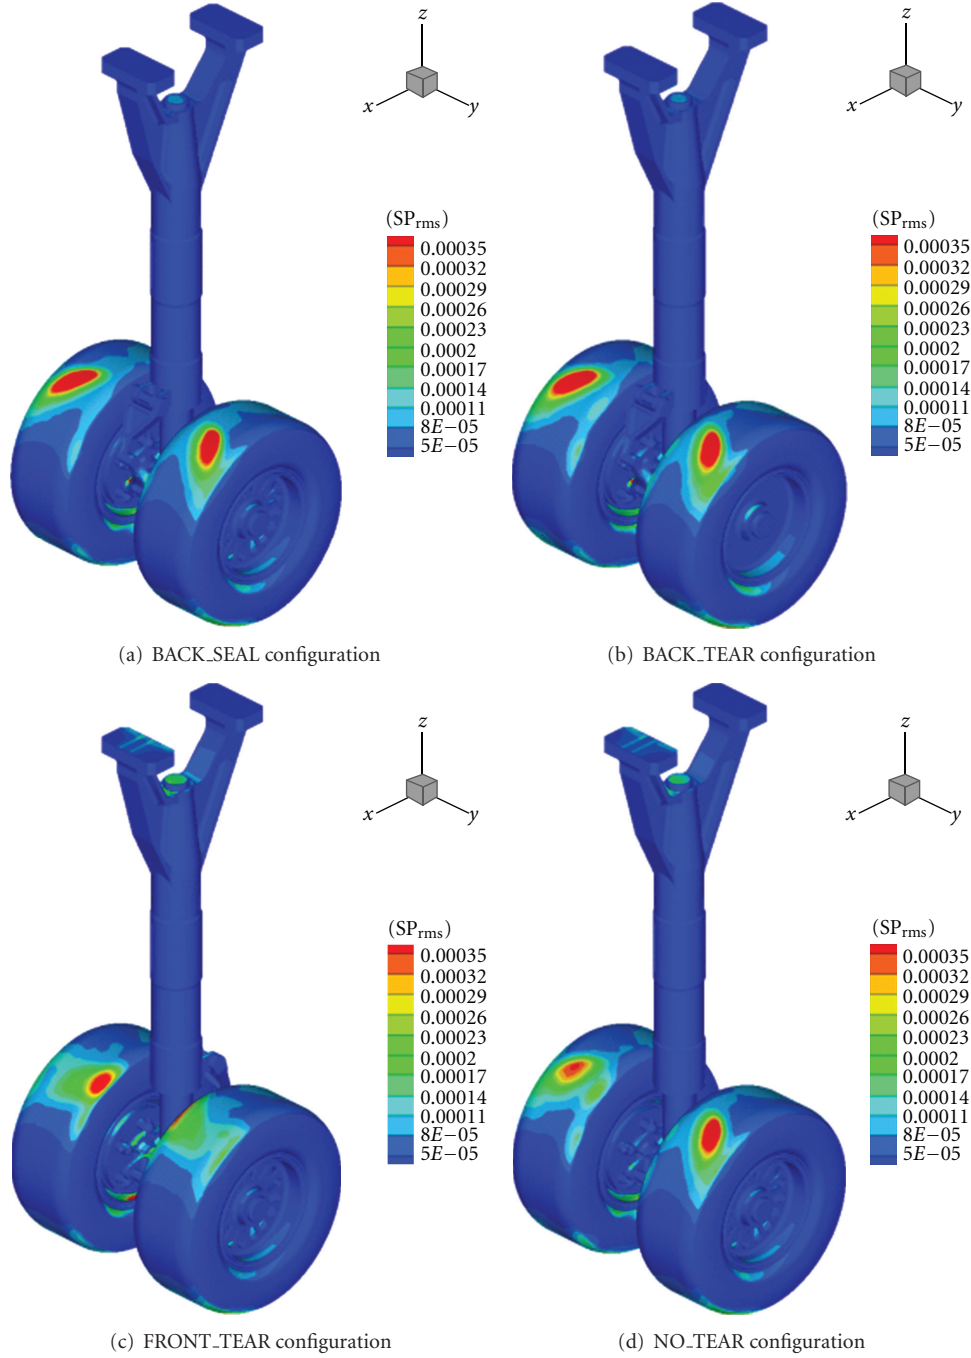 z
x
y
(SPrms)
0.00035
0.00032
0.00029
0.00026
0.00023
0.0002
0.00017
0.00014
0.00011
8E−05
5E−05
(a) BACK_SEAL configuration
z
x
y
(SPrms)
0.00035
0.00032
0.00029
0.00026
0.00023
0.0002
0.00017
0.00014
0.00011
8E−05
5E−05
(b) BACK_TEAR configuration
z
x
y
(SPrms)
0.00035
0.00032
0.00029
0.00026
0.00023
0.0002
0.00017
0.00014
0.00011
8E−05
5E−05
(c) FRONT_TEAR configuration
z
x
y
(SPrms)
0.00035
0.00032
0.00029
0.00026
0.00023
0.0002
0.00017
0.00014
0.00011
8E−05
5E−05
(d) NO_TEAR configuration